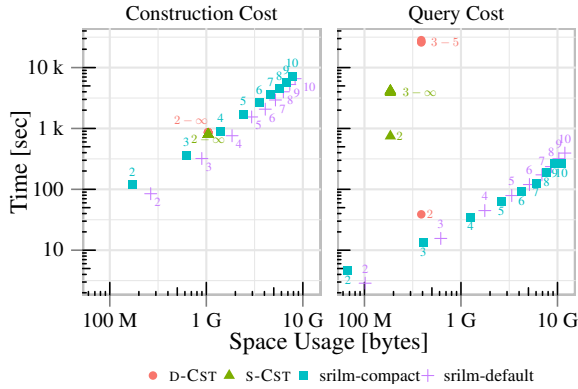 Construction Cost
Query Cost
Time [sec]
10 k
1 k
100
10
2
2
3
3
2 − ∞
2 − ∞
4
4
5
5
6
6
7
7
8
8
9
9
10
10
3 − 5
3 − ∞
2
2
2
2
3
3
4
4
5
5
6
6
7
7
8
8
9
9
10
10
100 M
1 G
10 G
100 M
1 G
10 G
Space Usage [bytes]
D-CST
S-CST
srilm-compact
srilm-default